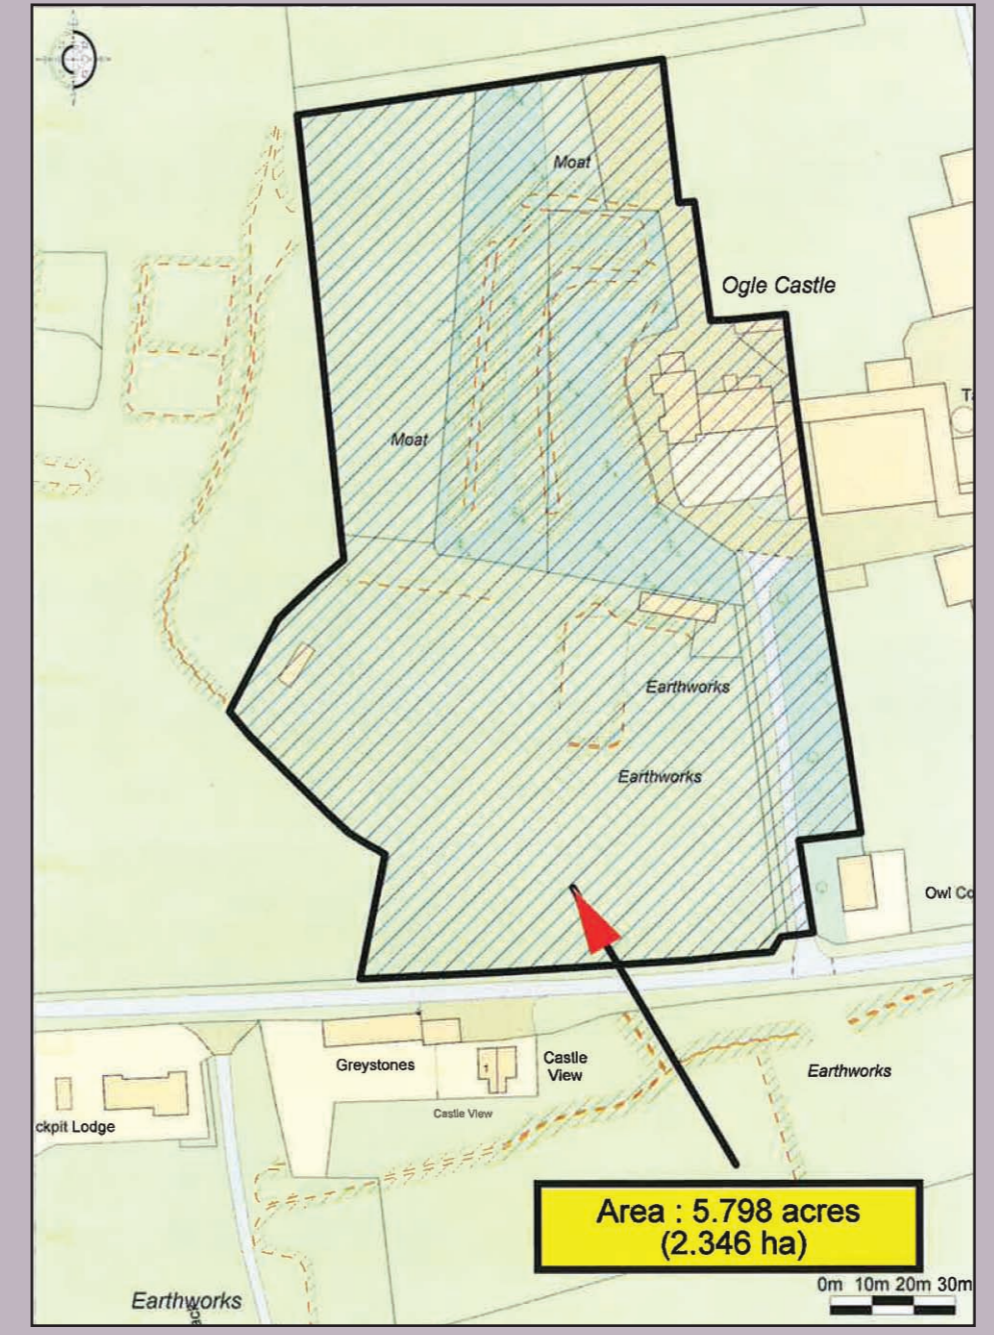 Moat
Ogle Castle
Moat
Earthworks
Earthworks
Owl
Greystones
1
Castle
View
Castle View
Earthworks
ckpit Lodge
Area : 5.798 acres
(2.346 ha)
0m 10m 20m 30m
Earthworks